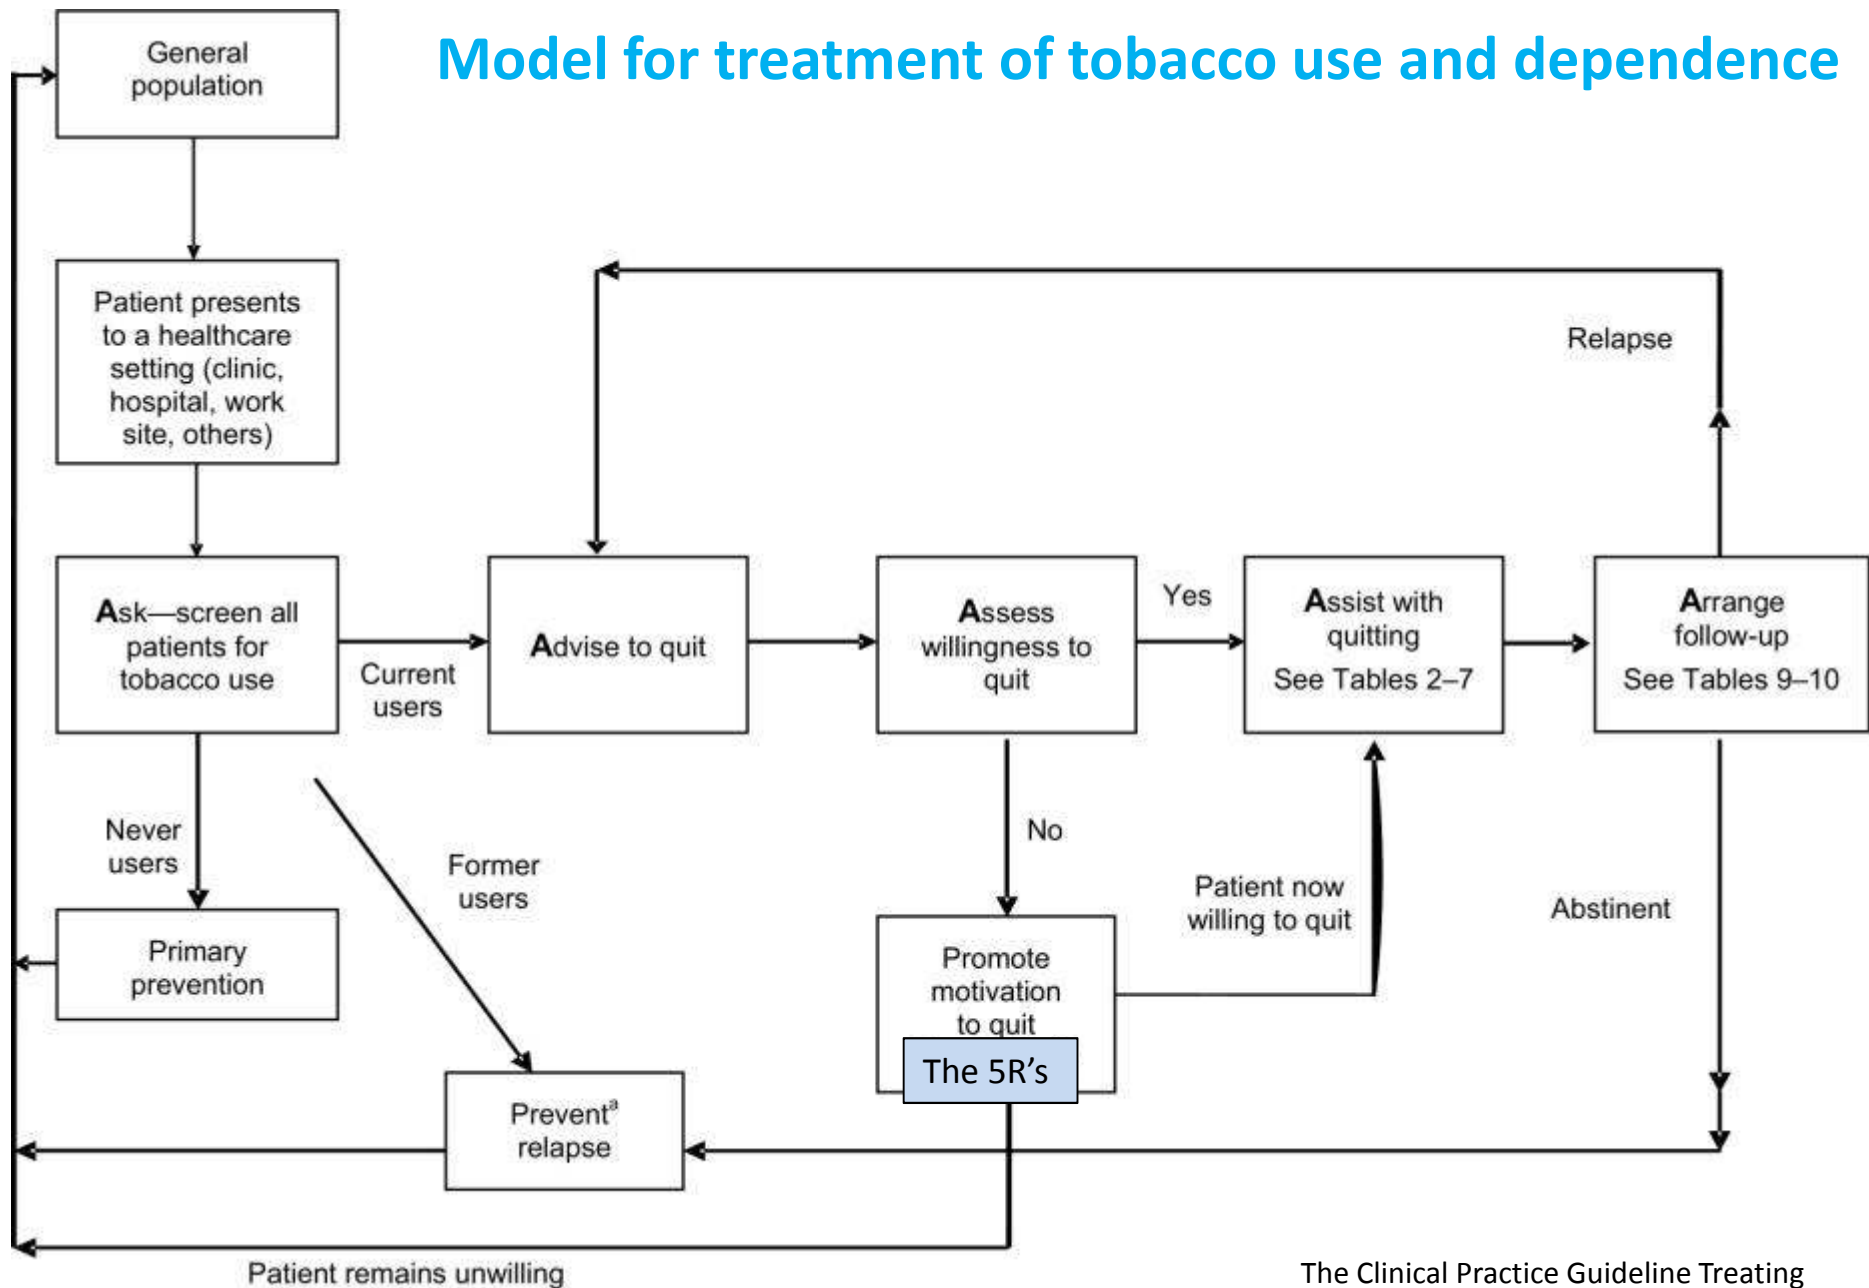 Model for treatment of tobacco use and dependence
General
population
Patient presents
to a healthcare
setting (clinic,
hospital, work
site, others)
Relapse
Ask—screen all
patients for
tobacco use
Current
users
Advise to quit
Assess
willingness to
quit
Yes
Assist with
quitting
See Tables 2–7
Arrange
follow-up
See Tables 9–10
Never
users
Former
users
No
Patient now
willing to quit
Abstinent
Primary
prevention
Promote
motivation
to quit
The 5R’s
Preventᵃ
relapse
Patient remains unwilling
The Clinical Practice Guideline Treating